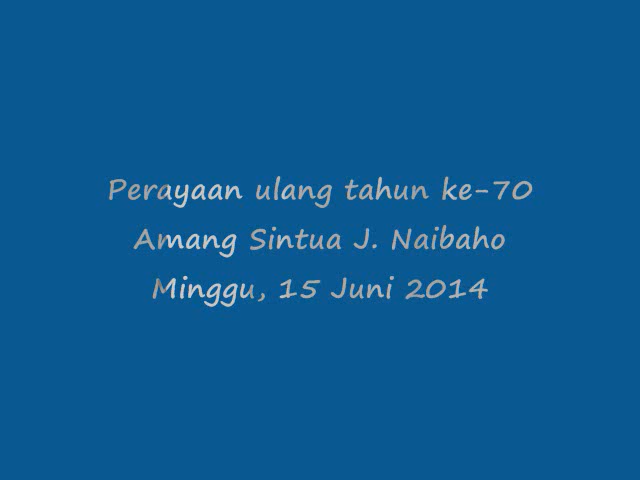 Perayaan ulang tahun ke-70
Amang Sintua J. Naibaho
Minggu, 15 Juni 2014